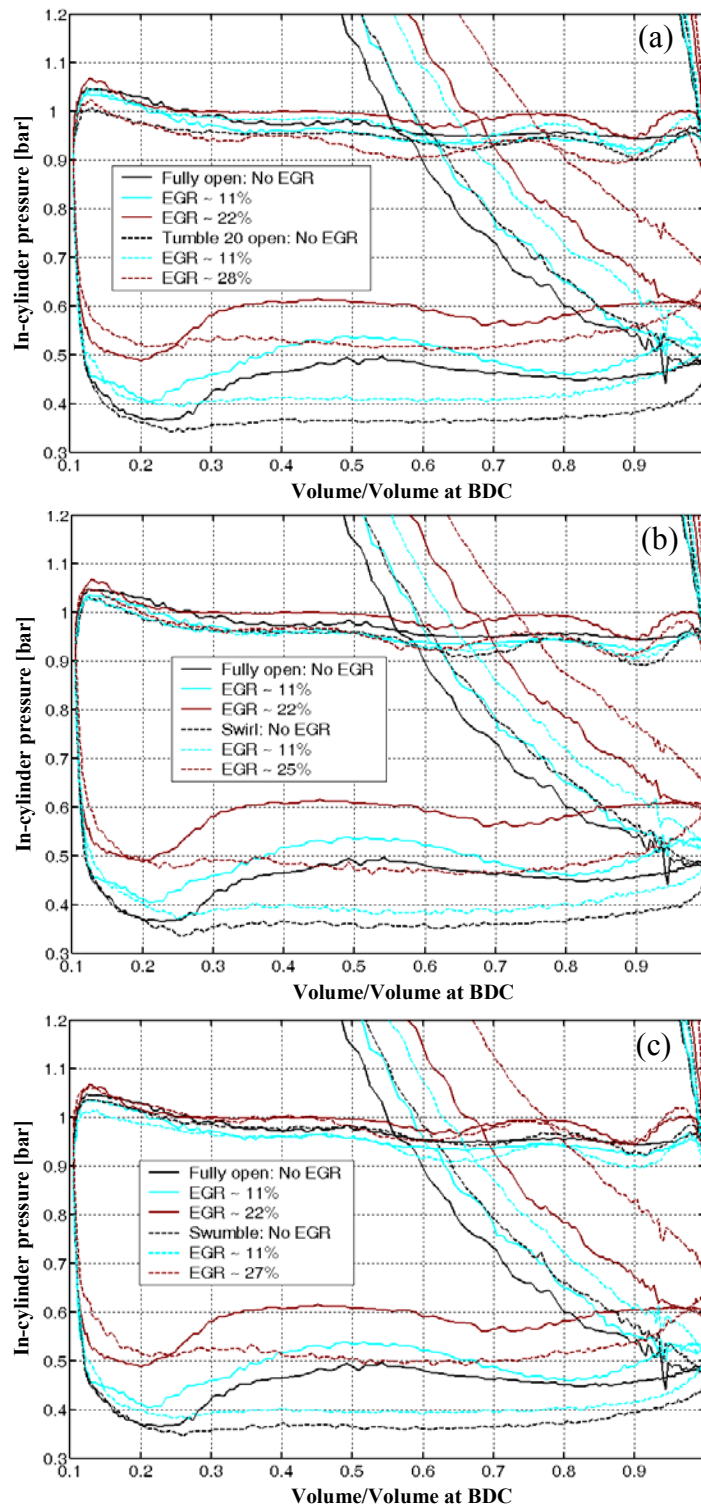 1.2
(a)
1.1
1
0.9
Fully open: No EGR
EGR ~ 11%
0.8
EGR ~ 22%
Tumble 20 open: No EGR
0.7
EGR ~ 11%
EGR ~ 28%
0.6
0.5
0.4
0.3
In-cylinder pressure [bar]
0.1 0.2 0.3 0.4 0.5 0.6 0.7 0.8 0.9
Volume/Volume at BDC
1.2
(b)
1.1
1
0.9
Fully open: No EGR
0.8
EGR ~ 11%
EGR ~ 22%
0.7
Swirl: No EGR
EGR ~ 11%
EGR ~ 25%
0.6
0.5
0.4
0.3
In-cylinder pressure [bar]
0.1 0.2 0.3 0.4 0.5 0.6 0.7 0.8 0.9
Volume/Volume at BDC
1.2
(c)
1.1
1
0.9
Fully open: No EGR
EGR ~ 11%
0.8
EGR ~ 22%
Swumble: No EGR
0.7
EGR ~ 11%
EGR ~ 27%
0.6
0.5
0.4
0.3
In-cylinder pressure [bar]
0.1 0.2 0.3 0.4 0.5 0.6 0.7 0.8 0.9
Volume/Volume at BDC